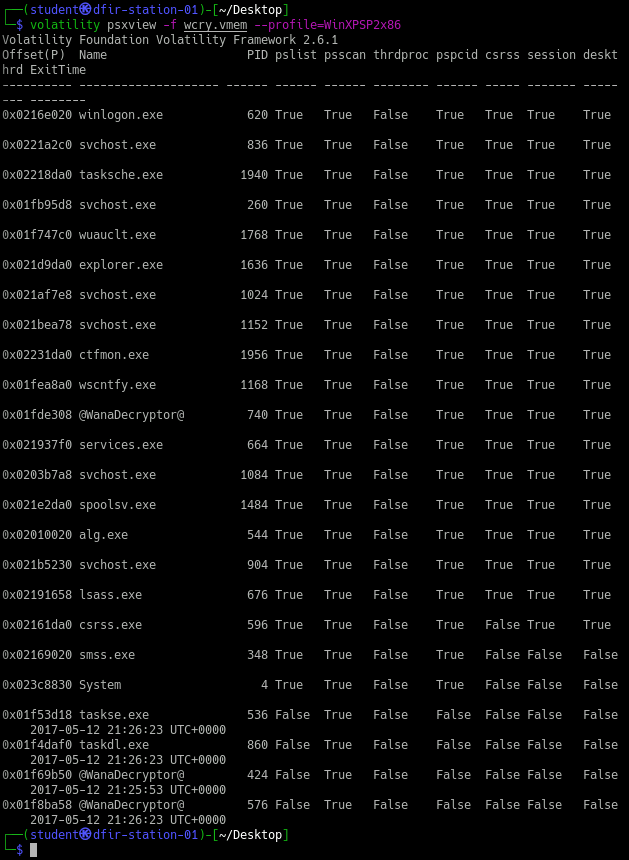 ┌──(student㉿dfir-station-01)-[~/Desktop]
└─$ volatility psxview -f wcry.vmem --profile=WinXPSP2x86
Volatility Foundation Volatility Framework 2.6.1
Offset(P)  Name                    PID pslist psscan thrdproc pspcid csrss session deskt
hrd ExitTime
---------- -------------------- ------ ------ ------ -------- ------ ----- ------- -----
--- --------
0x0216e020 winlogon.exe            620 True   True   False    True   True  True    True
0x0221a2c0 svchost.exe             836 True   True   False    True   True  True    True
0x02218da0 tasksche.exe           1940 True   True   False    True   True  True    True
0x01fb95d8 svchost.exe             260 True   True   False    True   True  True    True
0x01f747c0 wuauclt.exe            1768 True   True   False    True   True  True    True
0x021d9da0 explorer.exe           1636 True   True   False    True   True  True    True
0x021af7e8 svchost.exe            1024 True   True   False    True   True  True    True
0x021bea78 svchost.exe            1152 True   True   False    True   True  True    True
0x02231da0 ctfmon.exe             1956 True   True   False    True   True  True    True
0x01fea8a0 wscntfy.exe            1168 True   True   False    True   True  True    True
0x01fde308 @WanaDecryptor@         740 True   True   False    True   True  True    True
0x021937f0 services.exe            664 True   True   False    True   True  True    True
0x0203b7a8 svchost.exe            1084 True   True   False    True   True  True    True
0x021e2da0 spoolsv.exe            1484 True   True   False    True   True  True    True
0x02010020 alg.exe                 544 True   True   False    True   True  True    True
0x021b5230 svchost.exe             904 True   True   False    True   True  True    True
0x02191658 lsass.exe               676 True   True   False    True   True  True    True
0x02161da0 csrss.exe               596 True   True   False    True   False True    True
0x02169020 smss.exe                348 True   True   False    True   False False   False
0x023c8830 System                    4 True   True   False    True   False False   False
0x01f53d18 taskse.exe              536 False  True   False    False  False False   False
    2017-05-12 21:26:23 UTC+0000
0x01f4daf0 taskdl.exe              860 False  True   False    False  False False   False
    2017-05-12 21:26:23 UTC+0000
0x01f69b50 @WanaDecryptor@         424 False  True   False    False  False False   False
    2017-05-12 21:25:53 UTC+0000
0x01f8ba58 @WanaDecryptor@         576 False  True   False    False  False False   False
    2017-05-12 21:26:23 UTC+0000
┌──(student㉿dfir-station-01)-[~/Desktop]
└─$